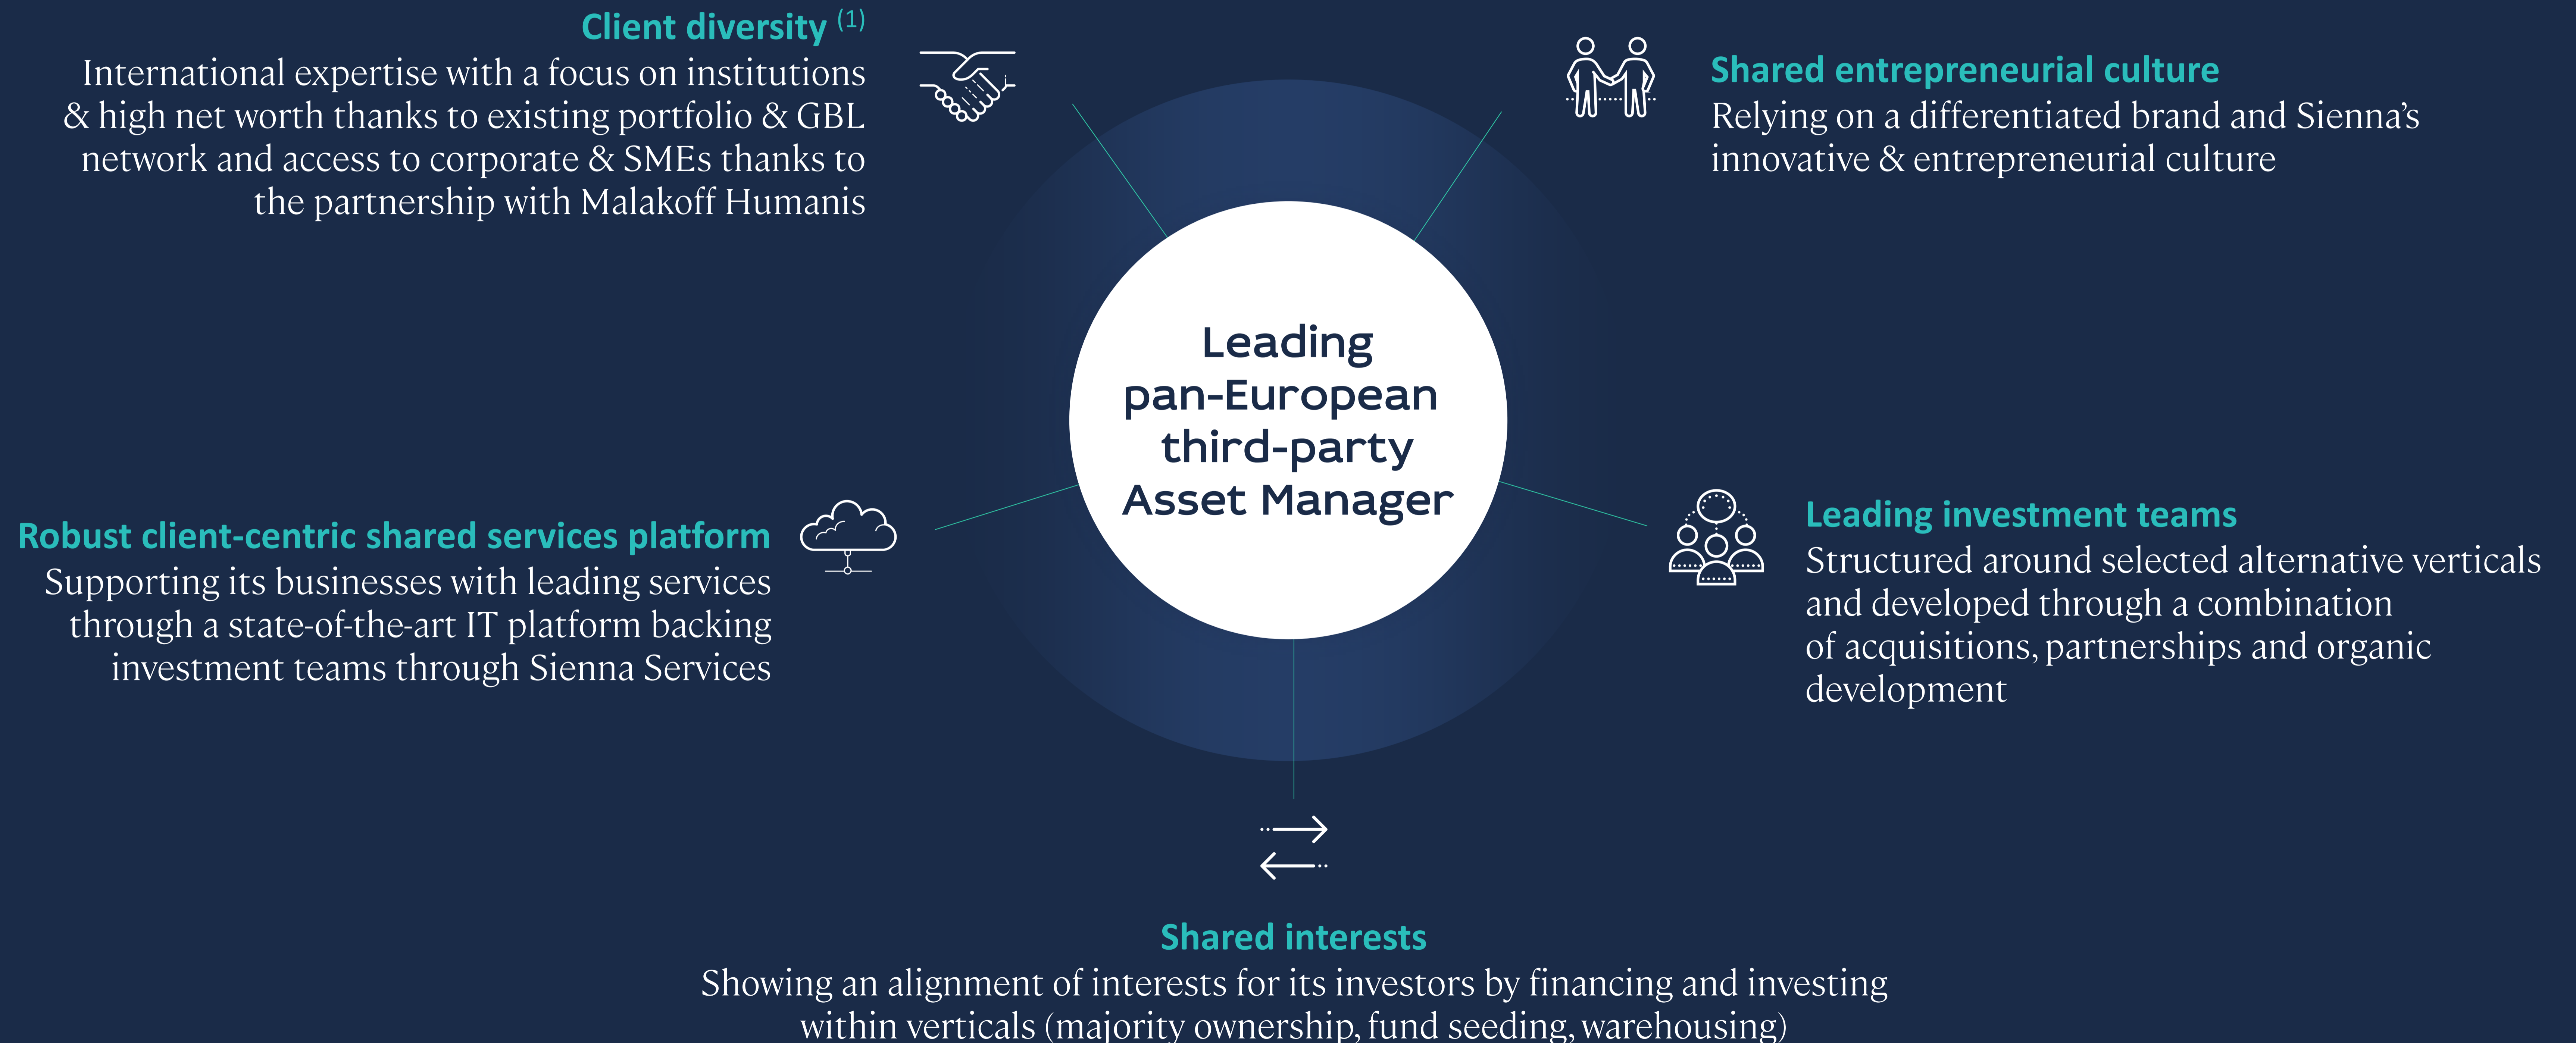 Client diversity (1)
International expertise with a focus on institutions
& high net worth thanks to existing portfolio & GBL
network and access to corporate & SMEs thanks to
the partnership with Malakoff Humanis
Shared entrepreneurial culture
Relying on a differentiated brand and Sienna’s
innovative & entrepreneurial culture
Leading
pan-European
third-party
Asset Manager
Robust client-centric shared services platform
Supporting its businesses with leading services
through a state-of-the-art IT platform backing
investment teams through Sienna Services
Leading investment teams
Structured around selected alternative verticals
and developed through a combination
of acquisitions, partnerships and organic
development
Shared interests
Showing an alignment of interests for its investors by financing and investing
within verticals (majority ownership, fund seeding, warehousing)